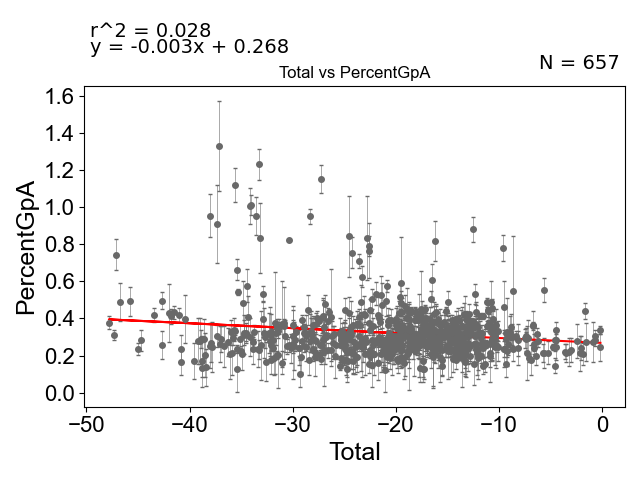 r^2 = 0.028
y = -0.003x + 0.268
N = 657
Total vs PercentGpA
PercentGpA
1.6
1.4
1.2
1.0
0.8
0.6
0.4
0.2
0.0
−50
−40
−30
−20
−10
0
Total